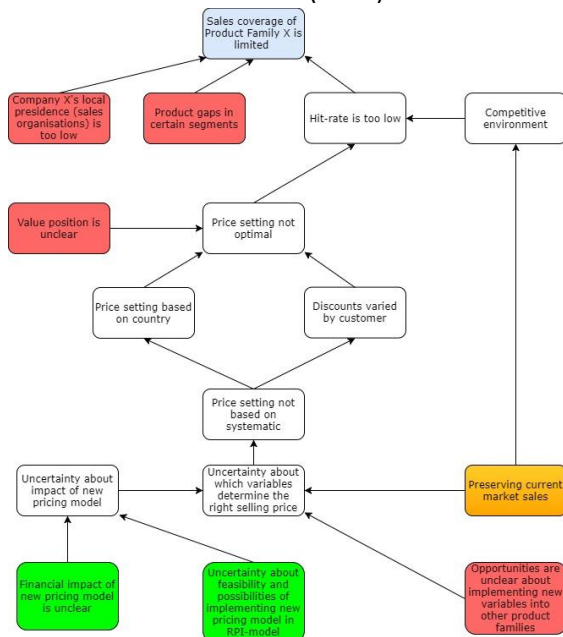 Sales coverage of
Product Family X is
limited
Company X's local
presence (sales
organisations) is
too low
Product gaps in
certain segments
Hit-rate is too low
Competitive
environment
Value position is
unclear
Price setting not
optimal
Price setting based
on country
Discounts varied
by customer
Price setting not
based on
systematic
Uncertainty about
impact of new
pricing model
Uncertainty about
which variables
determine the
right selling price
Preserving current
market sales
Financial impact of
new pricing model
is unclear
Uncertainty about
feasibility and
possibilities of
implementing new
pricing model in
RPI-model
Opportunities are
unclear about
implementing new
variables into
other product
families